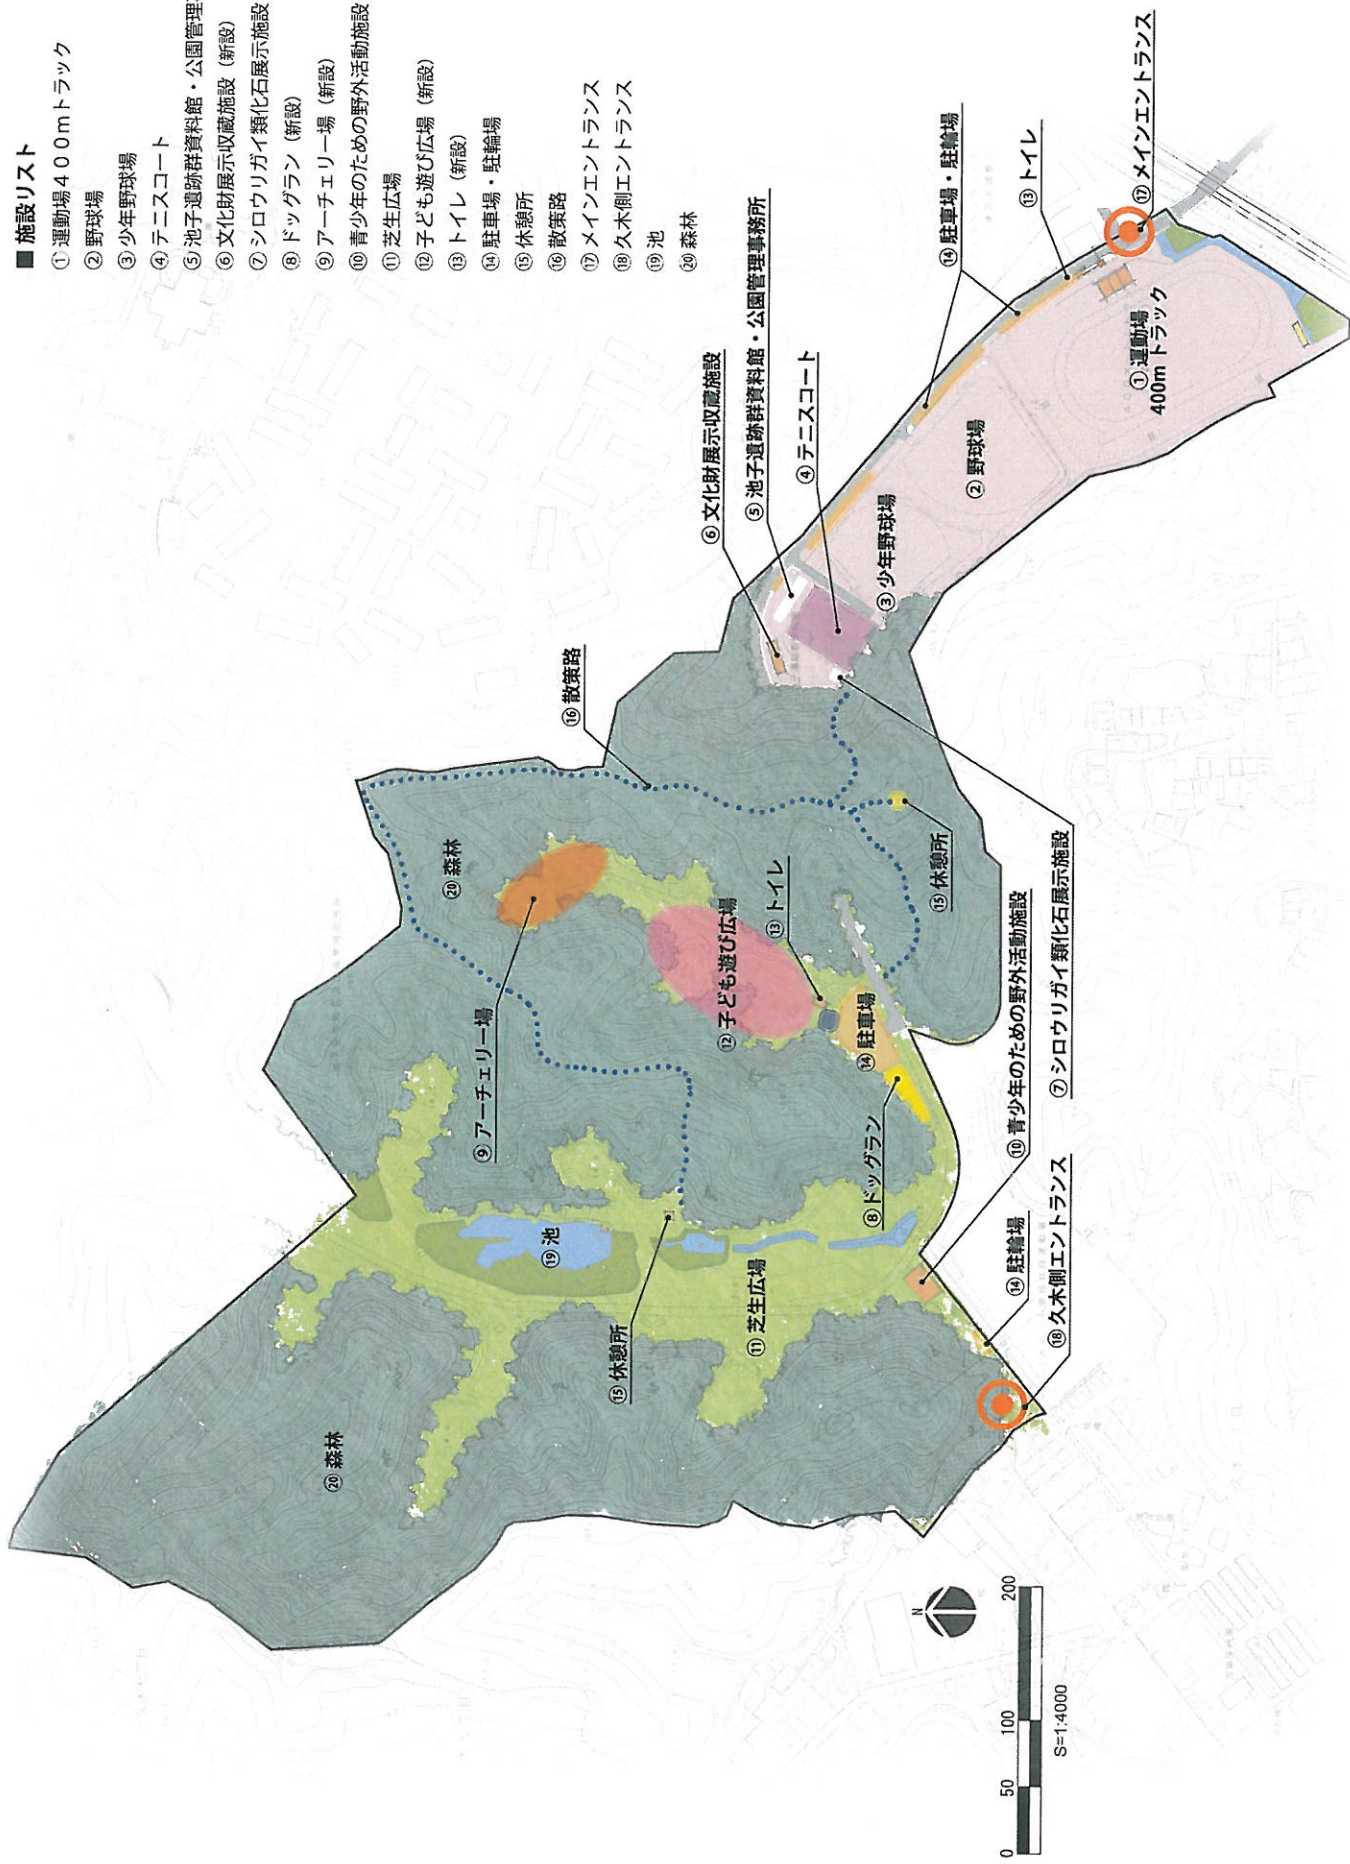 ■ 施設リスト
① 運動場400mトラック
② 野球場
③ 少年野球場
④ テニスコート
⑤ 池子遺跡群資料館・公園管理
⑥ 文化財展示収蔵施設（新設）
⑦ シロウリガイ類化石展示施設
⑧ ドッグラン（新設）
⑨ アーチェリー場（新設）
⑩ 青少年のための野外活動施設
⑪ 芝生広場
⑫ 子ども遊び広場（新設）
⑬ トイレ（新設）
⑭ 駐車場・駐輪場
⑮ 休憩所
⑯ 散策路
⑰ メインエントランス
⑱ 久木側エントランス
⑲ 池
⑳ 森林
⑳ 森林
⑳ 森林
⑲ 池
⑮ 休憩所
⑪ 芝生広場
⑨ アーチェリー場
⑯ 散策路
⑫ 子ども遊び広場
⑬ トイレ
⑭ 駐車場
⑧ ドッグラン
⑮ 休憩所
⑩ 青少年のための野外活動施設
⑦ シロウリガイ類化石展示施設
⑭ 駐輪場
⑱ 久木側エントランス
⑥ 文化財展示収蔵施設
⑤ 池子遺跡群資料館・公園管理事務所
④ テニスコート
③ 少年野球場
② 野球場
① 運動場
400m トラック
⑭ 駐車場・駐輪場
⑬ トイレ
⑰ メインエントランス
N
0 50 100 200
S=1:4000